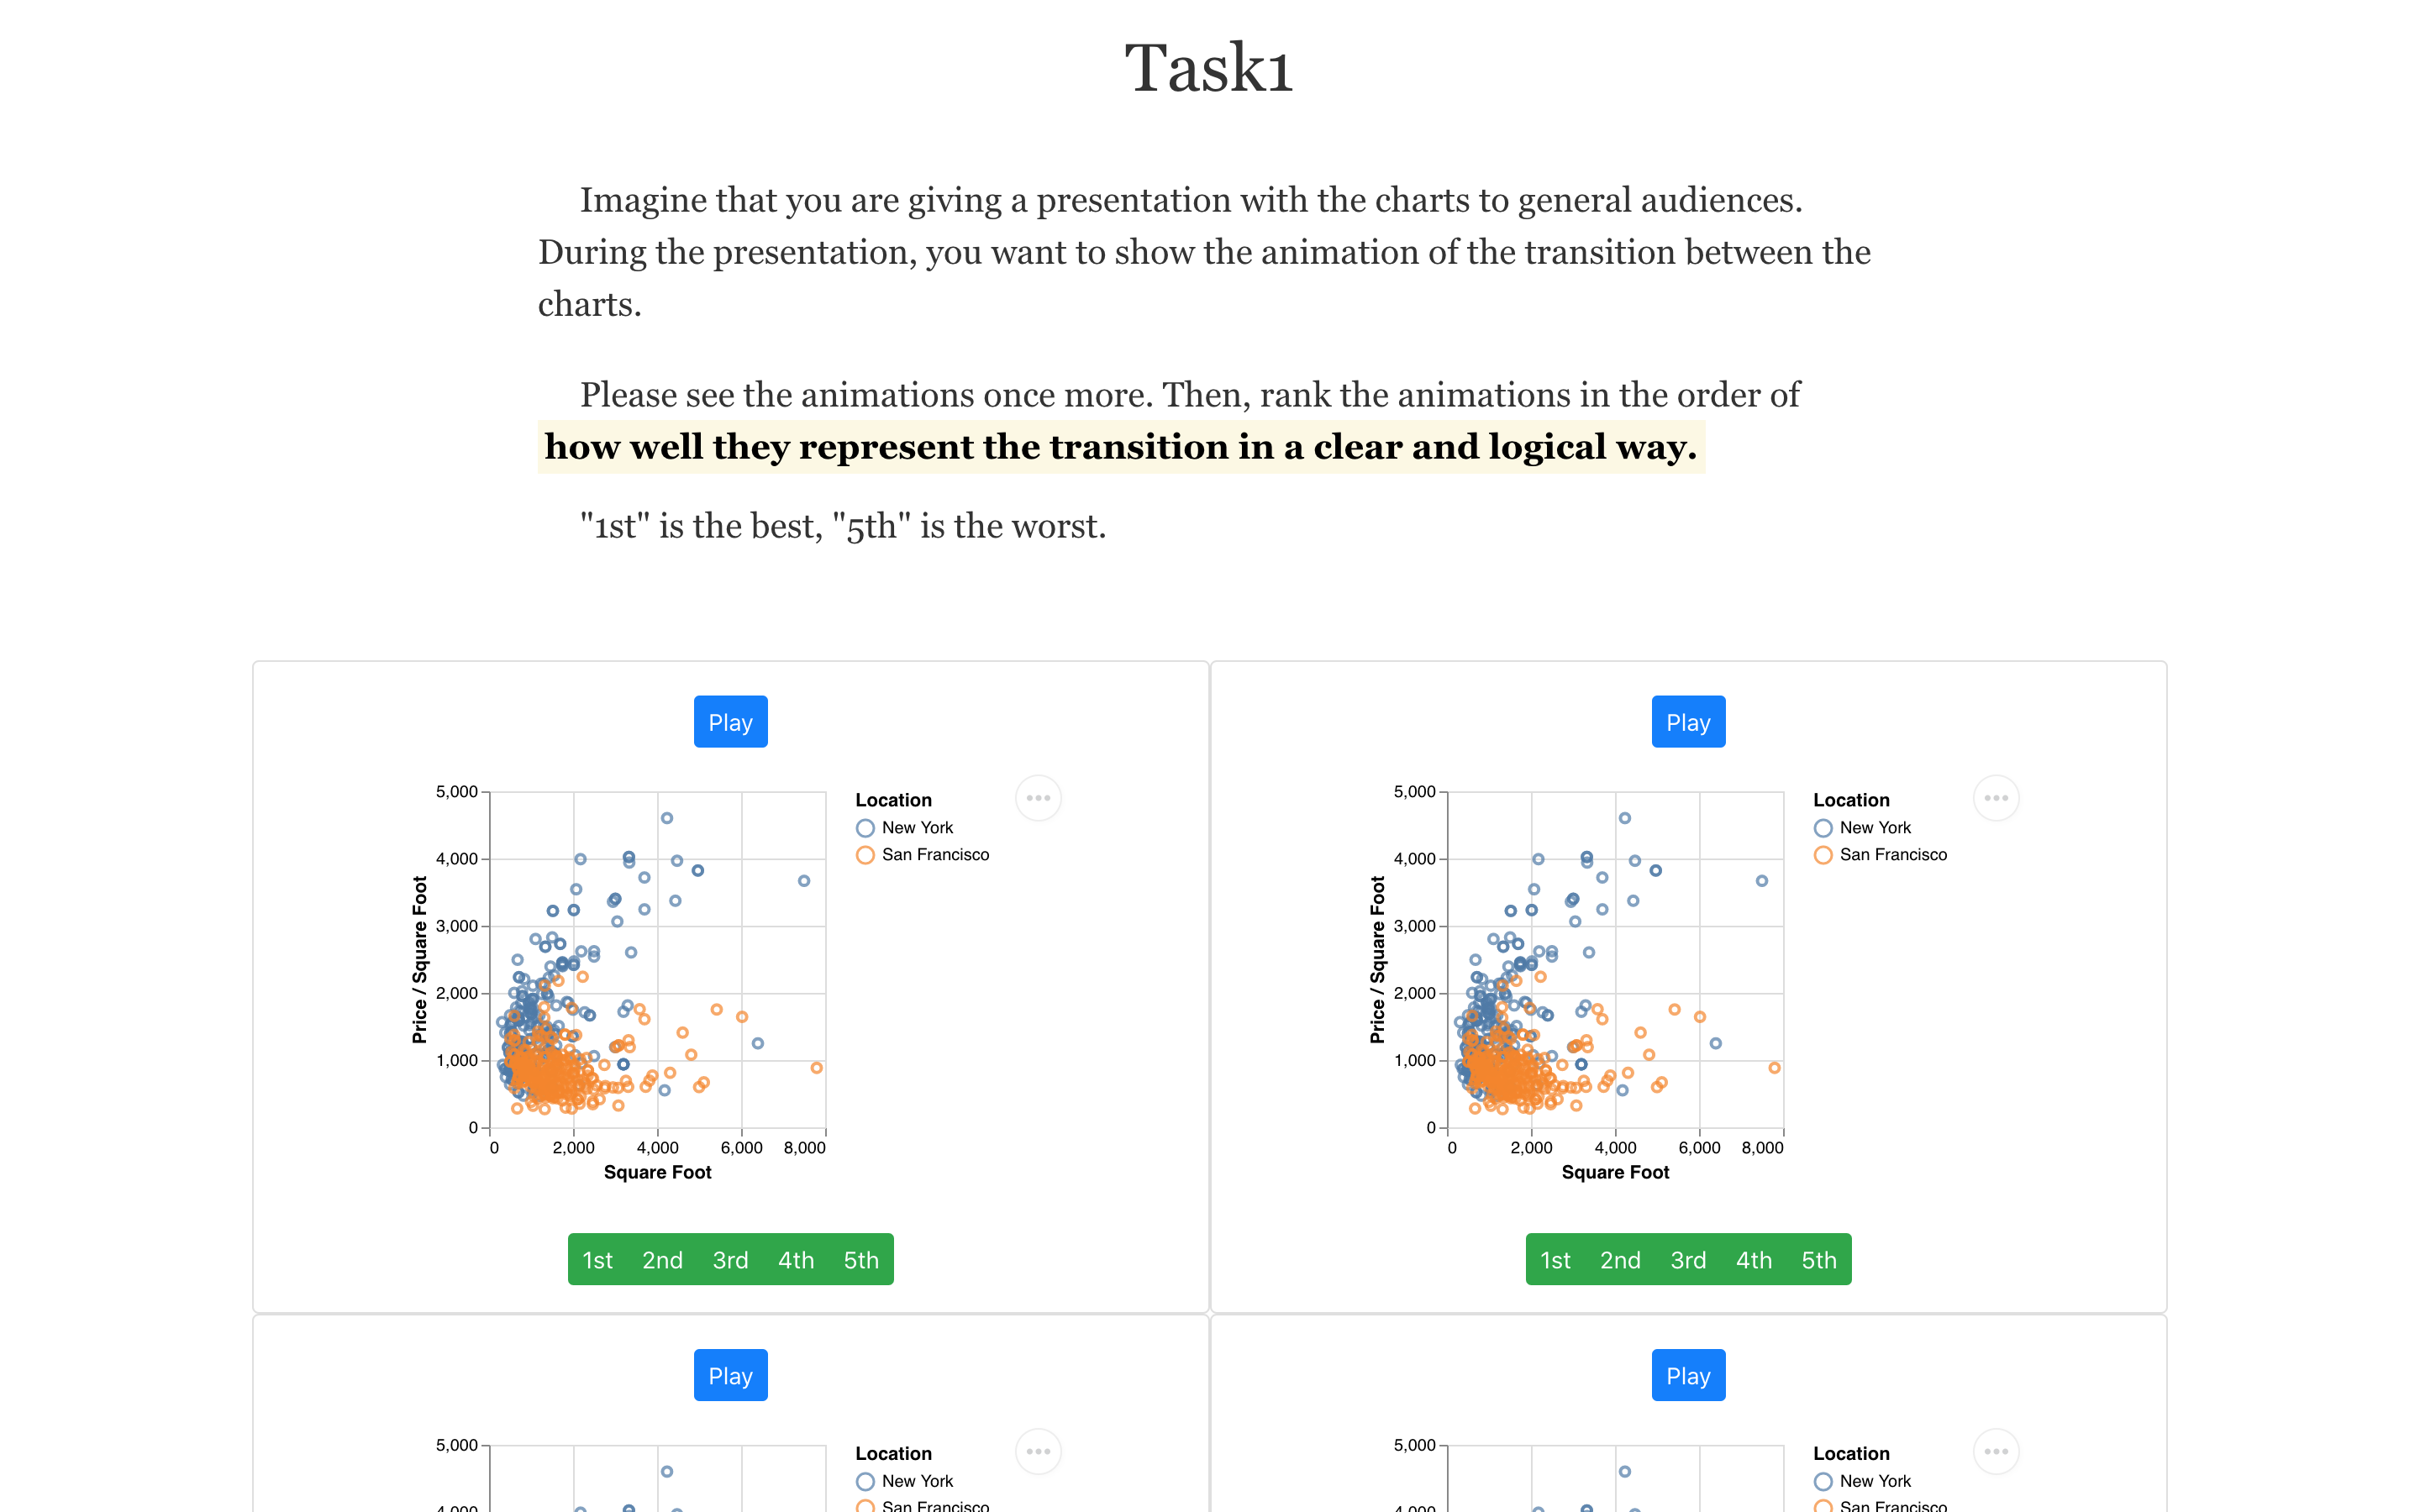 Task1
Imagine that you are giving a presentation with the charts to general audiences.
During the presentation, you want to show the animation of the transition between the
charts.
Please see the animations once more. Then, rank the animations in the order of
how well they represent the transition in a clear and logical way.
"1st" is the best, "5th" is the worst.
Play
5,000
4,000
3,000
2,000
1,000
0
Price / Square Foot
0 2,000 4,000 6,000 8,000
Square Foot
Location
New York
San Francisco
1st 2nd 3rd 4th 5th
Play
5,000
4,000
3,000
2,000
1,000
0
Price / Square Foot
0 2,000 4,000 6,000 8,000
Square Foot
Location
New York
San Francisco
1st 2nd 3rd 4th 5th
Play
5,000
4,000
Location
New York
San Francisco
Play
5,000
4,000
Location
New York
San Francisco